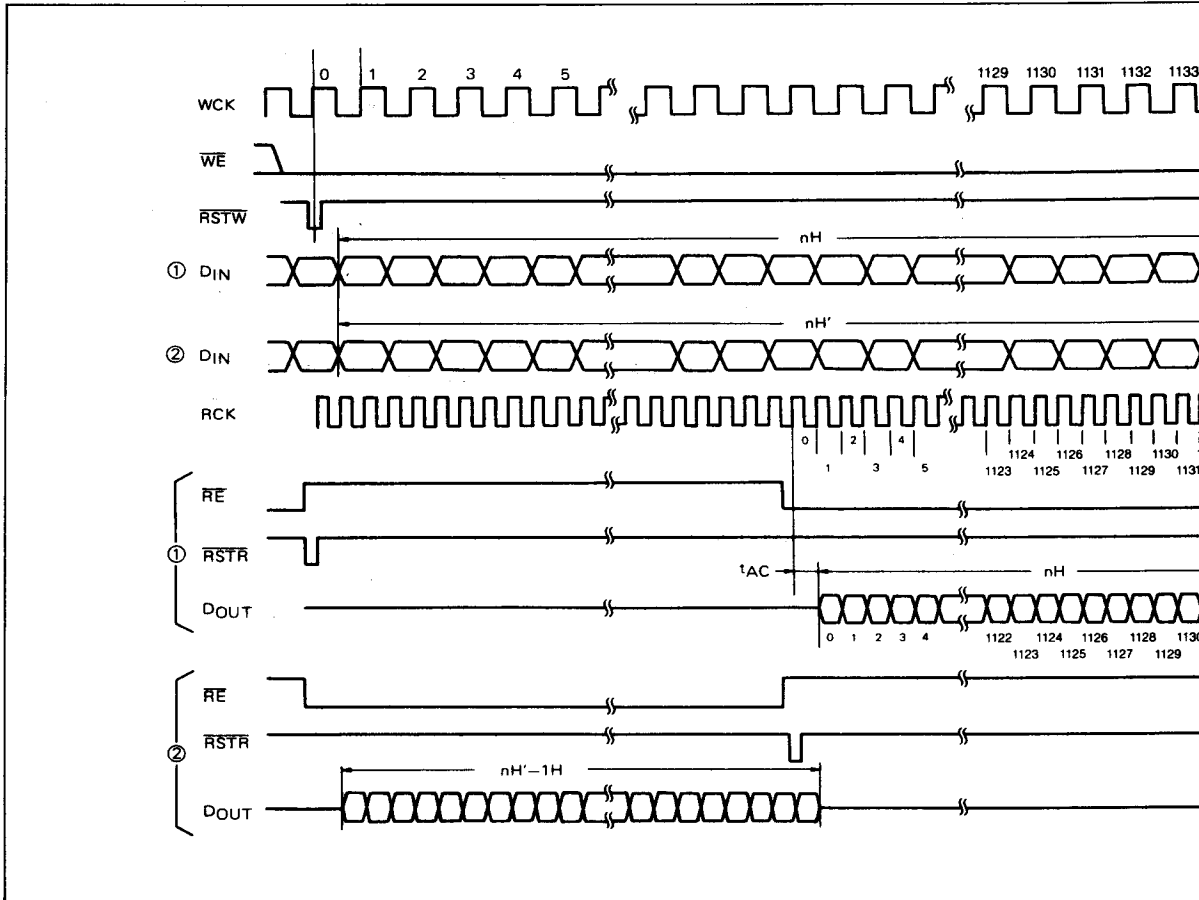 0 1 2 3 4 5 1129 1130 1131 1132 1133
WCK
WE
RSTW
nH
① DIN
nH'
② DIN
RCK
0 2 4 1124 1126 1128 1130
1 3 5 1123 1125 1127 1129 1131
①
RE
RSTR
tAC nH
DOUT
0 1 2 3 4 1122 1124 1126 1128 1130
1123 1125 1127 1129
②
RE
RSTR
nH'–1H
DOUT